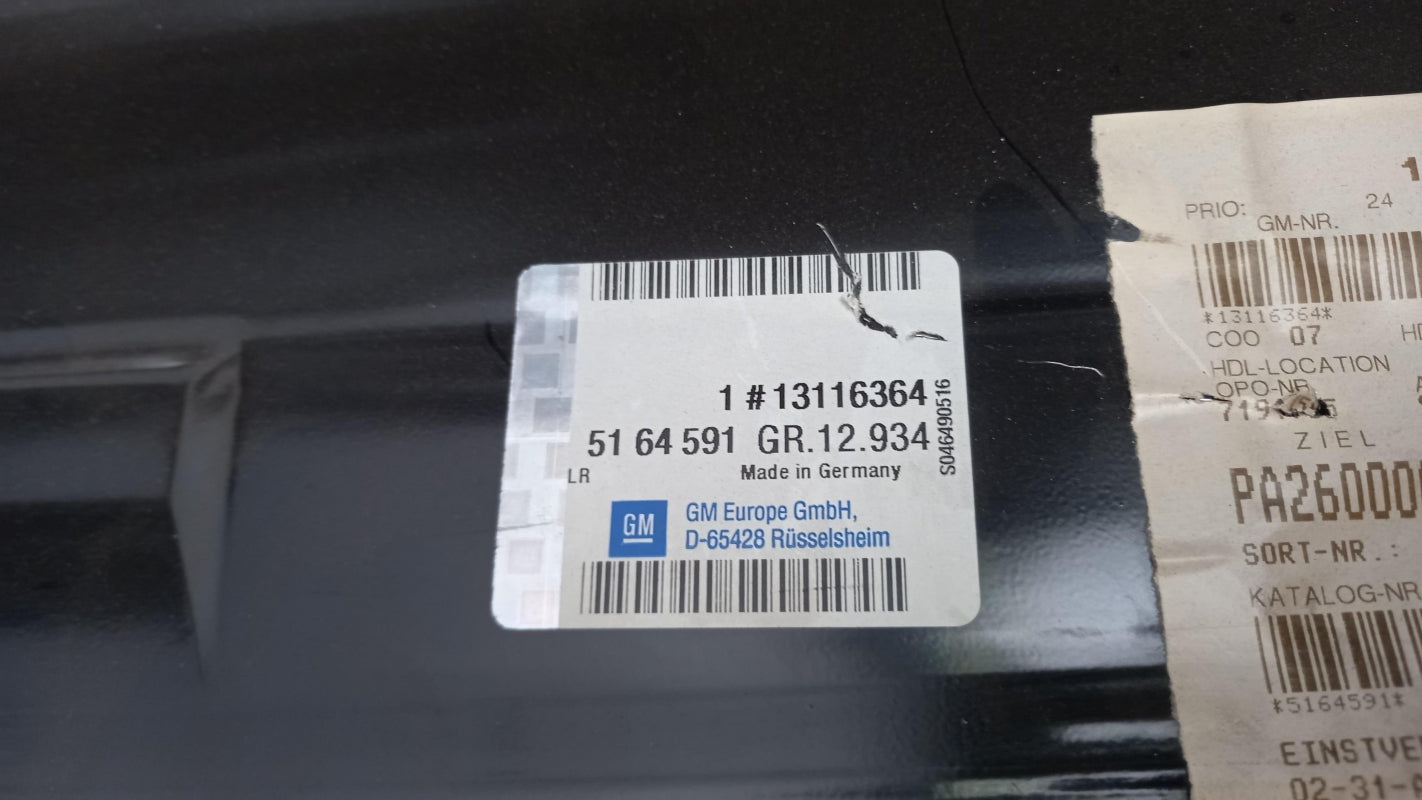 1 # 13116364
51 64 591 GR.12.934
LR Made in Germany
S046490516
GM
GM Europe GmbH,
D-65428 Rüsselsheim
PRIO: 24
GM-NR.
*13116364*
COO 07
HDL-LOCATION
OPO-NR.
ZIEL
SORT-NR.:
KATALOG-NR
*5164591*